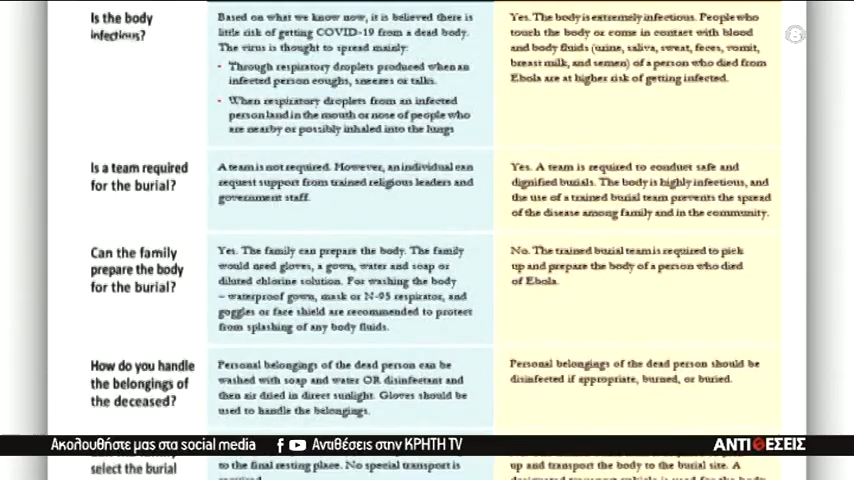 Is the body
infectious?
Based on what we know now, it is believed there is
little risk of getting COVID-19 from a dead body.
The virus is thought to spread mainly:
• Through respiratory droplets produced when an
infected person coughs, sneezes or talks.
• When respiratory droplets from an infected
person land in the mouth or nose of people who
are nearby or possibly inhaled into the lungs
Yes. The body is extremely infectious. People who
touch the body or come in contact with blood
and body fluids (urine, saliva, sweat, feces, vomit,
breast milk, and semen) of a person who died from
Ebola are at higher risk of getting infected.
8
Is a team required
for the burial?
A team is not required. However, an individual can
request support from trained religious leaders and
government staff.
Yes. A team is required to conduct safe and
dignified burials. The body is highly infectious, and
the use of a trained burial team prevents the spread
of the disease among family and in the community.
Can the family
prepare the body
for the burial?
Yes. The family can prepare the body. The family
would need gloves, a gown, water and soap or
diluted chlorine solution. For washing the body
– waterproof gown, mask or N-95 respirator, and
goggles or face shield are recommended to protect
from splashing of any body fluids.
No. The trained burial team is required to pick
up and prepare the body of a person who died
of Ebola.
How do you handle
the belongings of
the deceased?
Personal belongings of the dead person can be
washed with soap and water OR disinfectant and
then air dried in direct sunlight. Gloves should be
used to handle the belongings.
Personal belongings of the dead person should be
disinfected if appropriate, burned, or buried.
Ακολουθήστε μας στα social media
Αντιθέσεις στην ΚΡΗΤΗ TV
ΑΝΤΙΘΕΣΕΙΣ
select the burial
to the final resting place. No special transport is
up and transport the body to the burial site. A